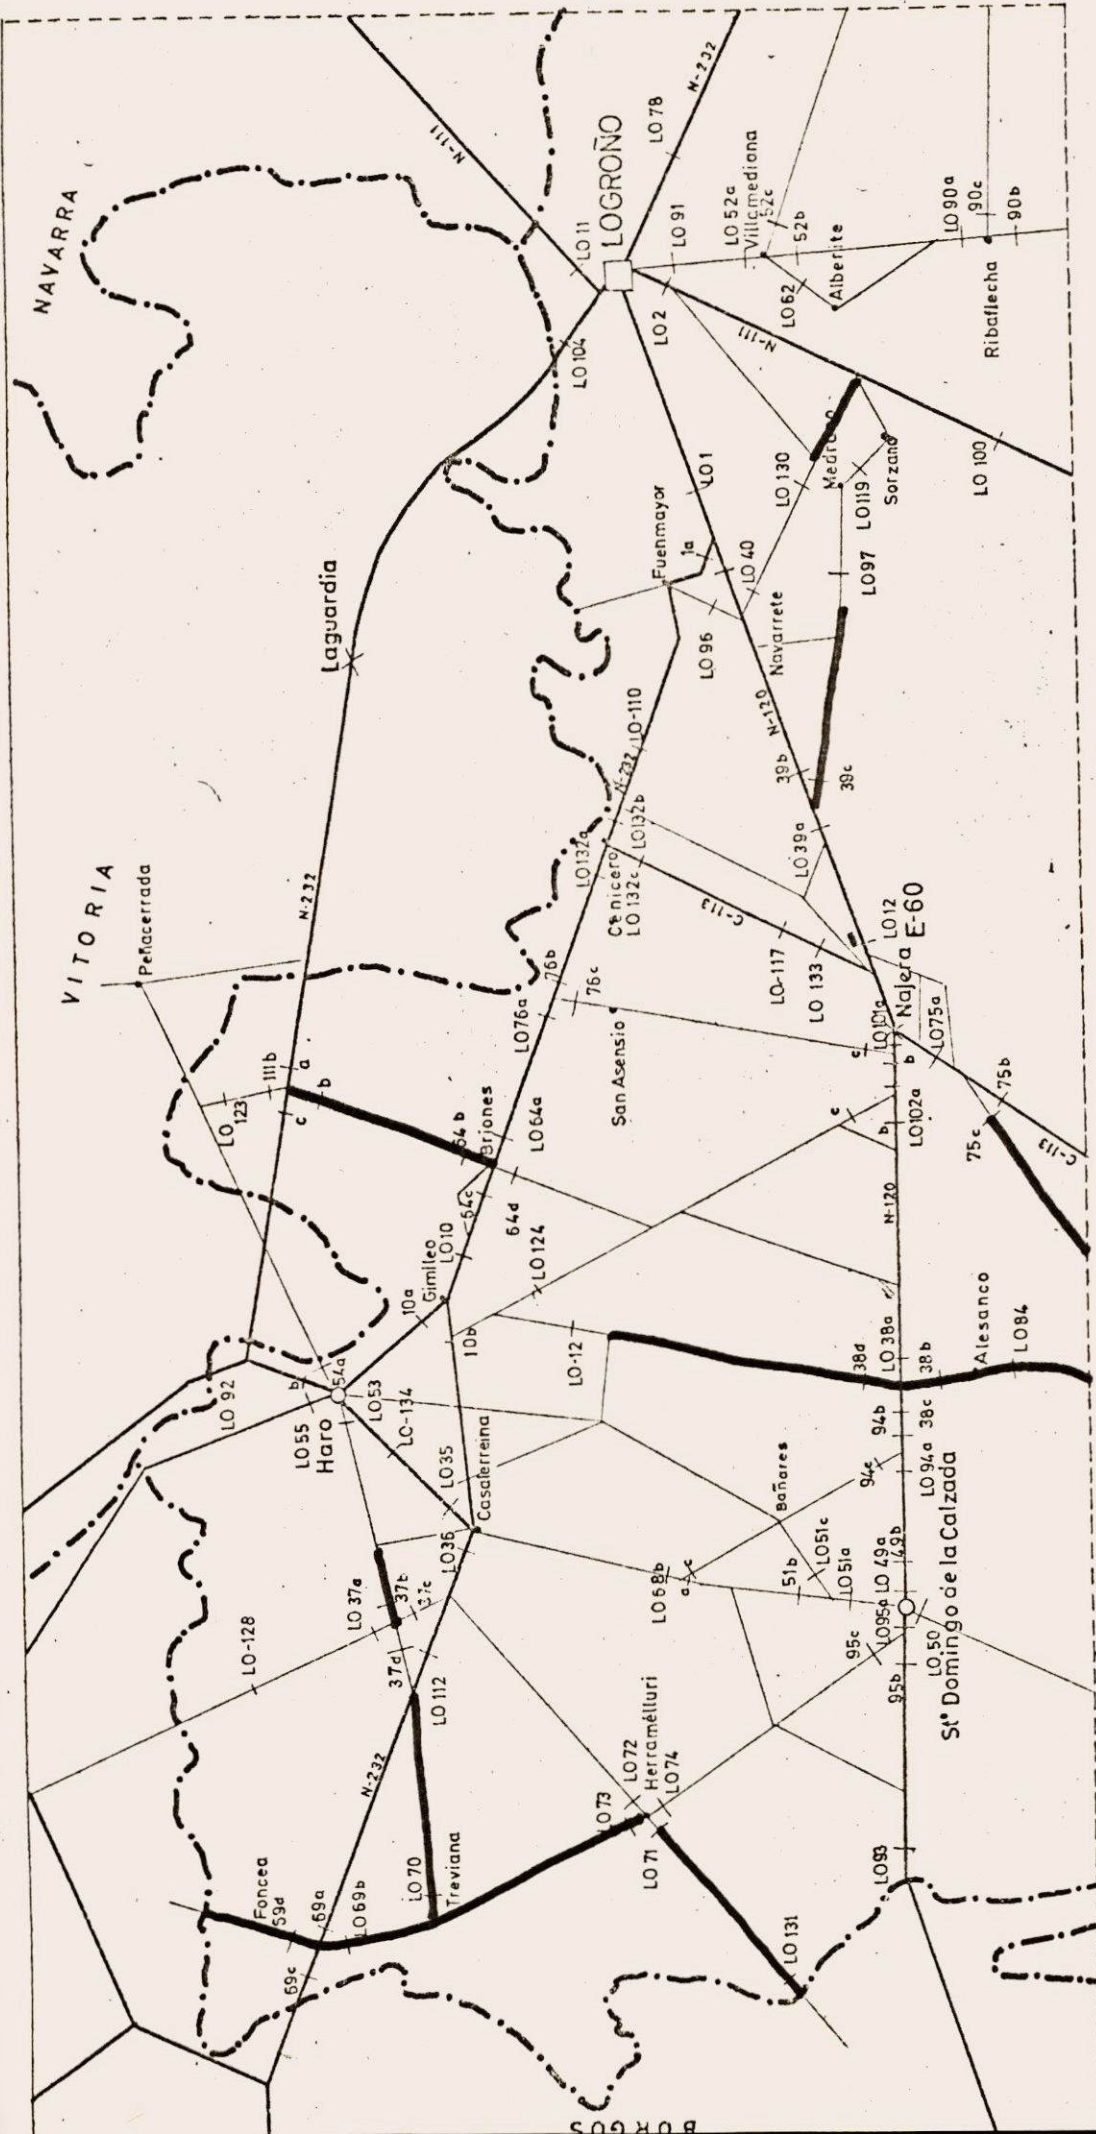 NAVARRA
VITORIA
BURGOS
N-111
N-232
LO 78
LO 11
LOGROÑO
LO 91
LO 2
LO 52a
Villamediana
52c
52b
LO 62
Alberite
LO 90a
90c
90b
Ribaflecha
N-111
LO 100
LO 104
LO 1
LO 130
Medrano
LO 119
Sorzano
LO 97
Fuenmayor
1a
LO 40
LO 96
Navarrete
N-120
39b
39c
LO 39a
Laguardia
N-232
Peñacerrada
LO-110
N-232
LO 132a
LO 132b
Cenicero
LO 132c
C-113
LO-117
LO 133
LO 12
Najera E-60
LO 101a
b
c
LO 75a
75b
75c
C-113
76b
76c
LO 76a
San Asensio
LO 102a
b
c
N-120
111b
a
b
c
LO 123
64b
Briones
LO 64a
64c
64d
LO 10
Gimileo
10a
10b
LO 124
LO-12
38d
LO 38a
38b
38c
Alesanco
LO 84
LO 92
b
54a
LO 53
LO 55
Haro
LO-134
LO 35
Casalerreina
LO 36
94b
94c
LO 94a
Bañares
LO 51c
51b
LO 51a
LO 49a
49b
LO 68b
a
c
LO 95a
95c
95b
LO 50
Stº Domingo de la Calzada
LO 37a
37b
37c
37d
LO-128
LO 112
N-232
LO 72
Herramélluri
LO 74
LO 73
LO 71
LO 70
Treviana
Foncea
59d
69a
LO 69b
69c
LO 93
LO 131